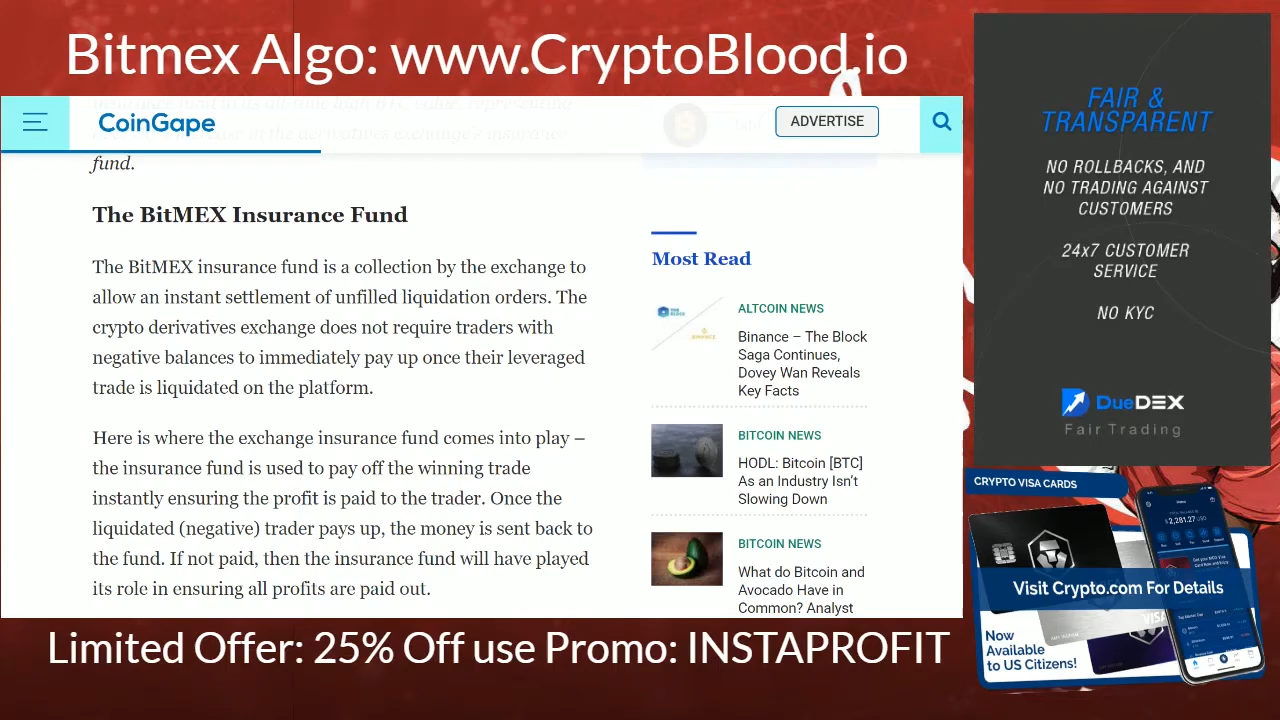 Bitmex Algo: www.CryptoBlood.io
CoinGape
ADVERTISE
fund.
The BitMEX Insurance Fund
The BitMEX insurance fund is a collection by the exchange to
allow an instant settlement of unfilled liquidation orders. The
crypto derivatives exchange does not require traders with
negative balances to immediately pay up once their leveraged
trade is liquidated on the platform.
Here is where the exchange insurance fund comes into play –
the insurance fund is used to pay off the winning trade
instantly ensuring the profit is paid to the trader. Once the
liquidated (negative) trader pays up, the money is sent back to
the fund. If not paid, then the insurance fund will have played
its role in ensuring all profits are paid out.
Most Read
ALTCOIN NEWS
Binance – The Block
Saga Continues,
Dovey Wan Reveals
Key Facts
BITCOIN NEWS
HODL: Bitcoin [BTC]
As an Industry Isn’t
Slowing Down
BITCOIN NEWS
What do Bitcoin and
Avocado Have in
Common? Analyst
FAIR &
TRANSPARENT
NO ROLLBACKS, AND
NO TRADING AGAINST
CUSTOMERS
24x7 CUSTOMER
SERVICE
NO KYC
DueDEX
Fair Trading
CRYPTO VISA CARDS
$2,281.27 USD
Visit Crypto.com For Details
VISA
Now
Available
to US Citizens!
Limited Offer: 25% Off use Promo: INSTAPROFIT